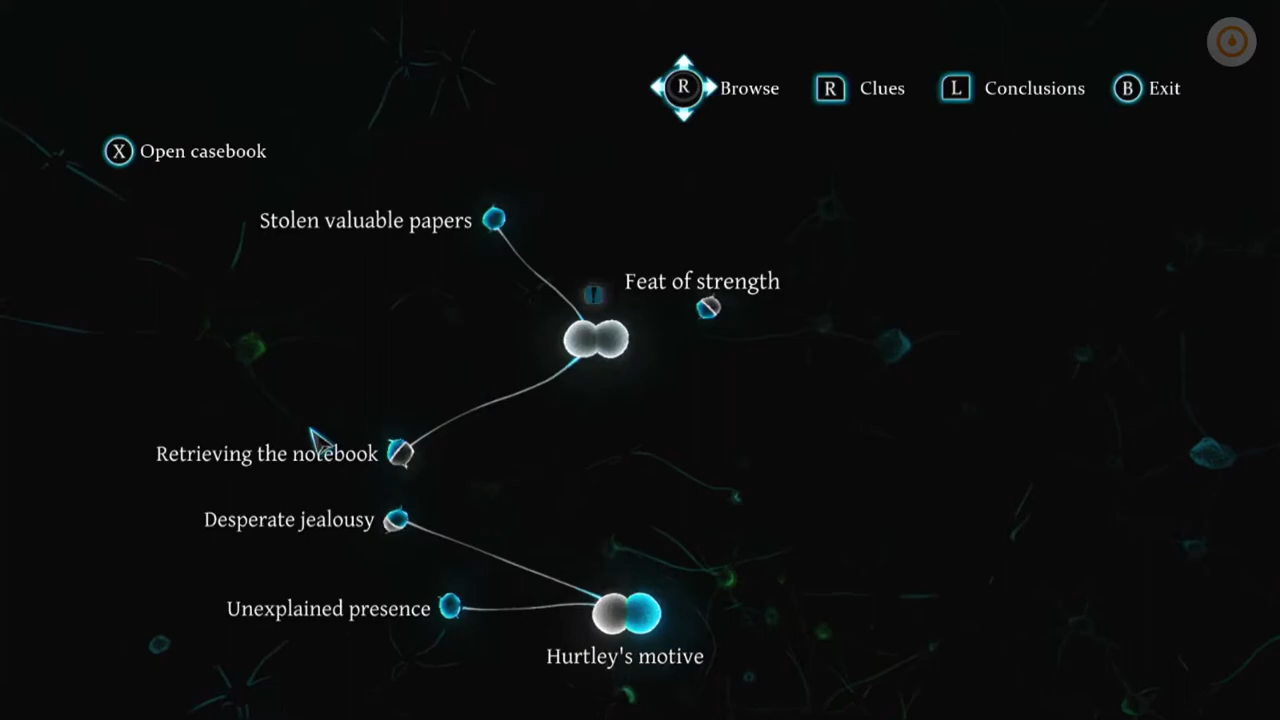 R Browse R Clues L Conclusions B Exit
X Open casebook
Stolen valuable papers
Feat of strength
!
Retrieving the notebook
Desperate jealousy
Unexplained presence
Hurtley's motive